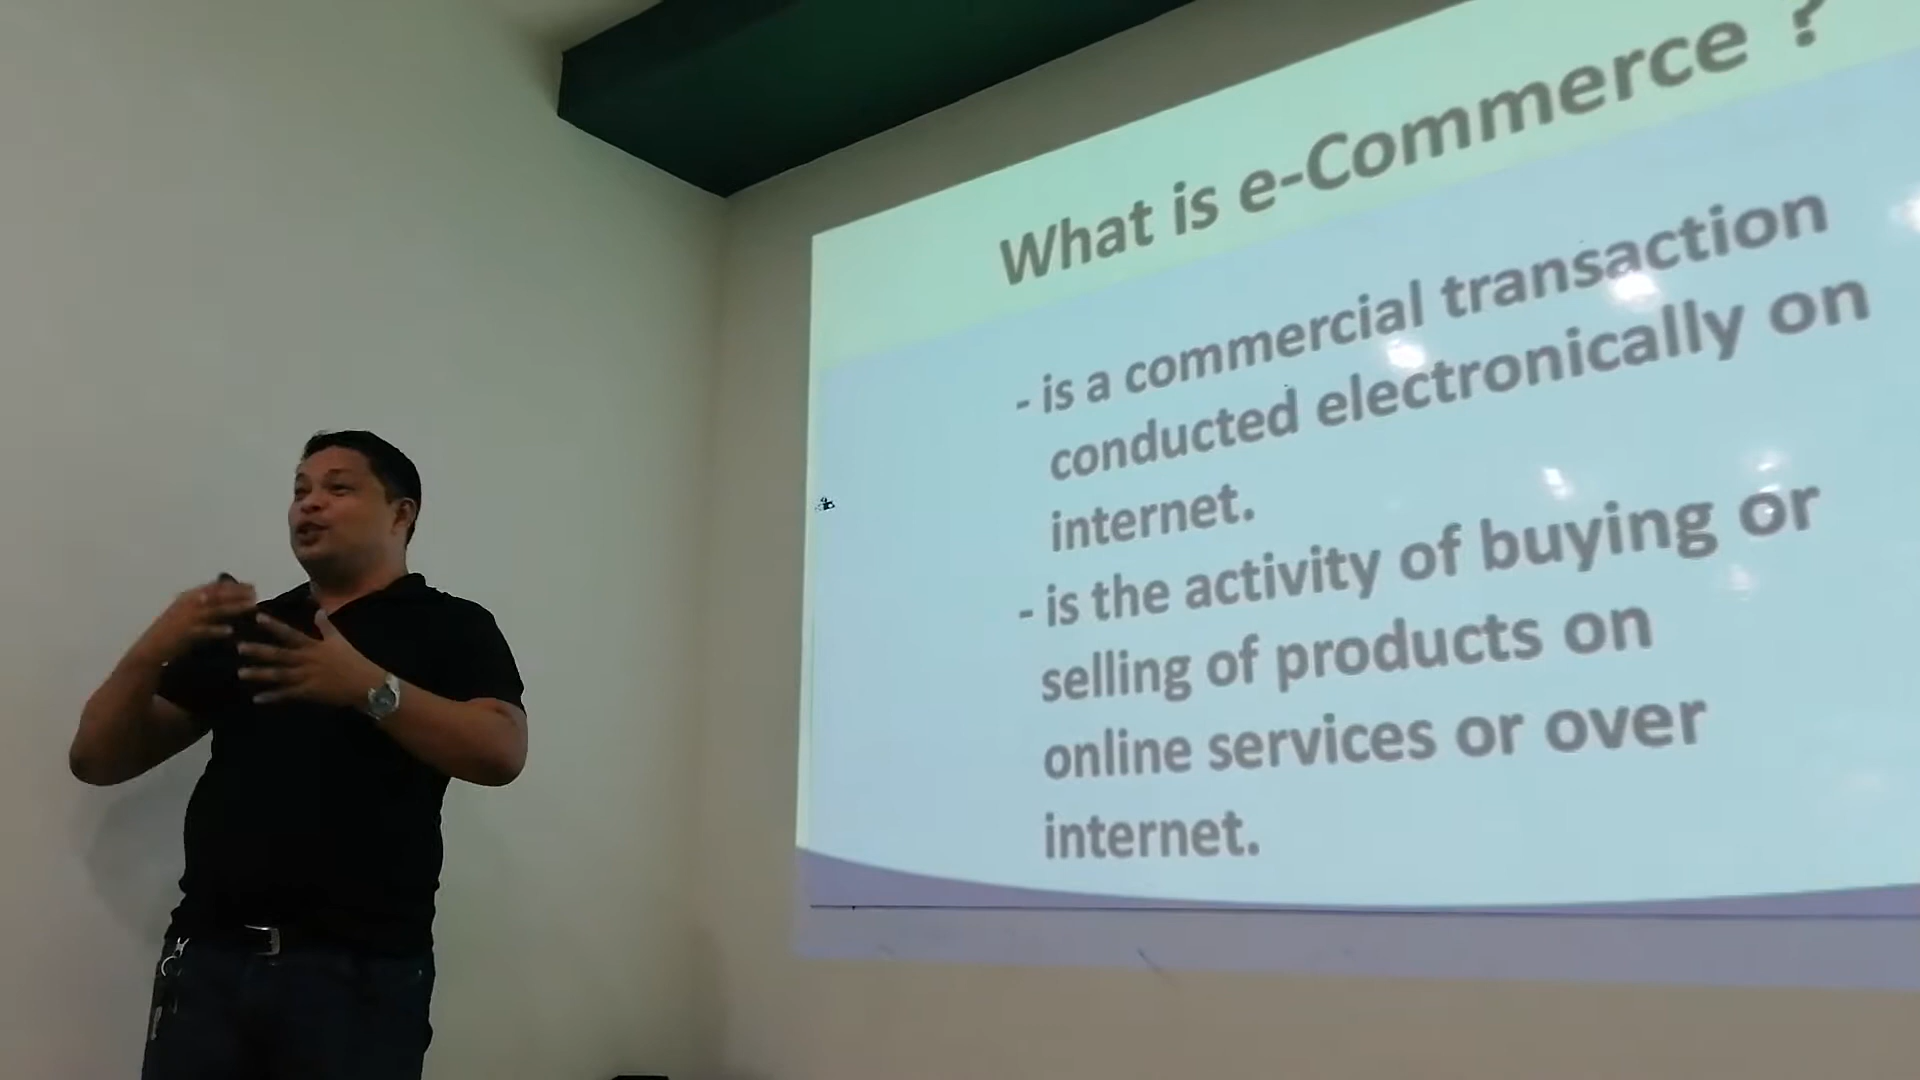 What is e-Commerce ?
- is a commercial transaction
conducted electronically on
internet.
- is the activity of buying or
selling of products on
online services or over
internet.